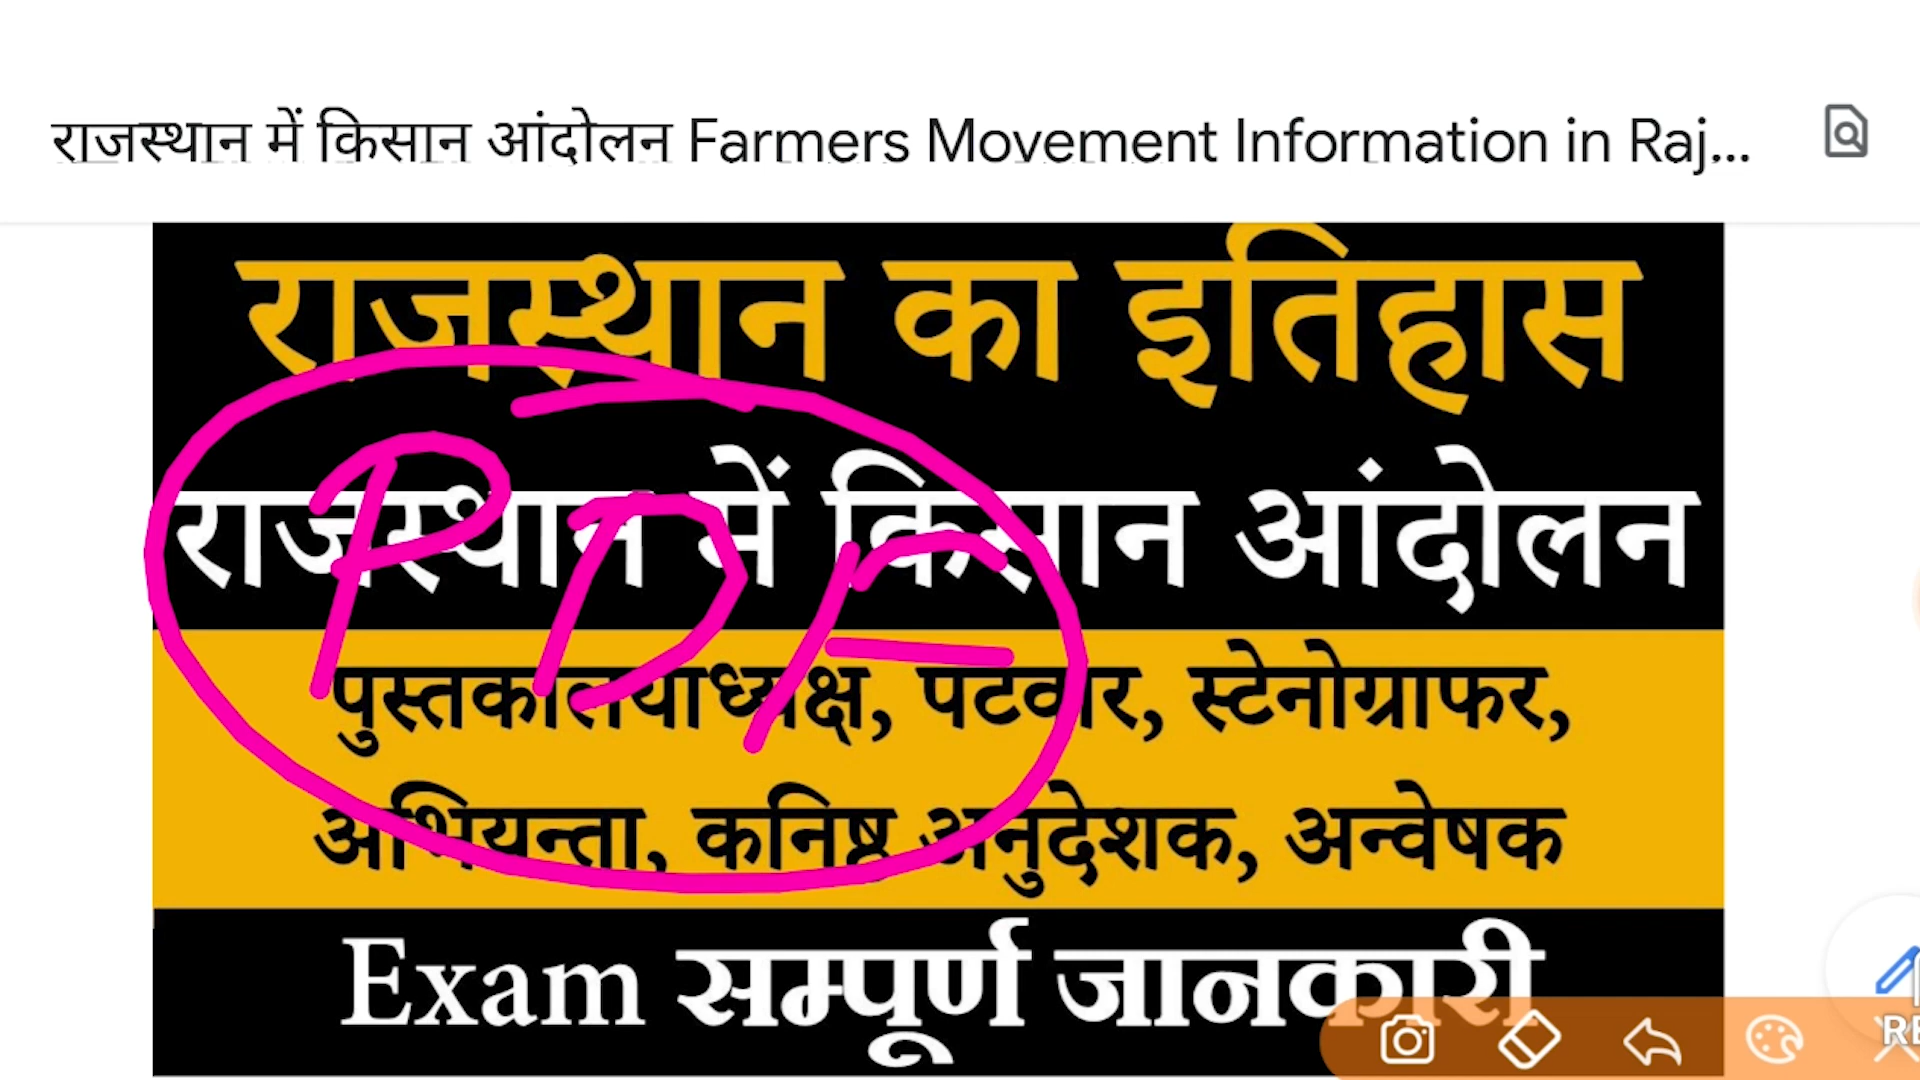 राजस्थान में किसान आंदोलन Farmers Movement Information in Raj...
राजस्थान का इतिहास
राजस्थान में किसान आंदोलन
PDF
पुस्तकालयाध्यक्ष, पटवार, स्टेनोग्राफर,
अभियन्ता, कनिष्ठ अनुदेशक, अन्वेषक
Exam सम्पूर्ण जानकारी